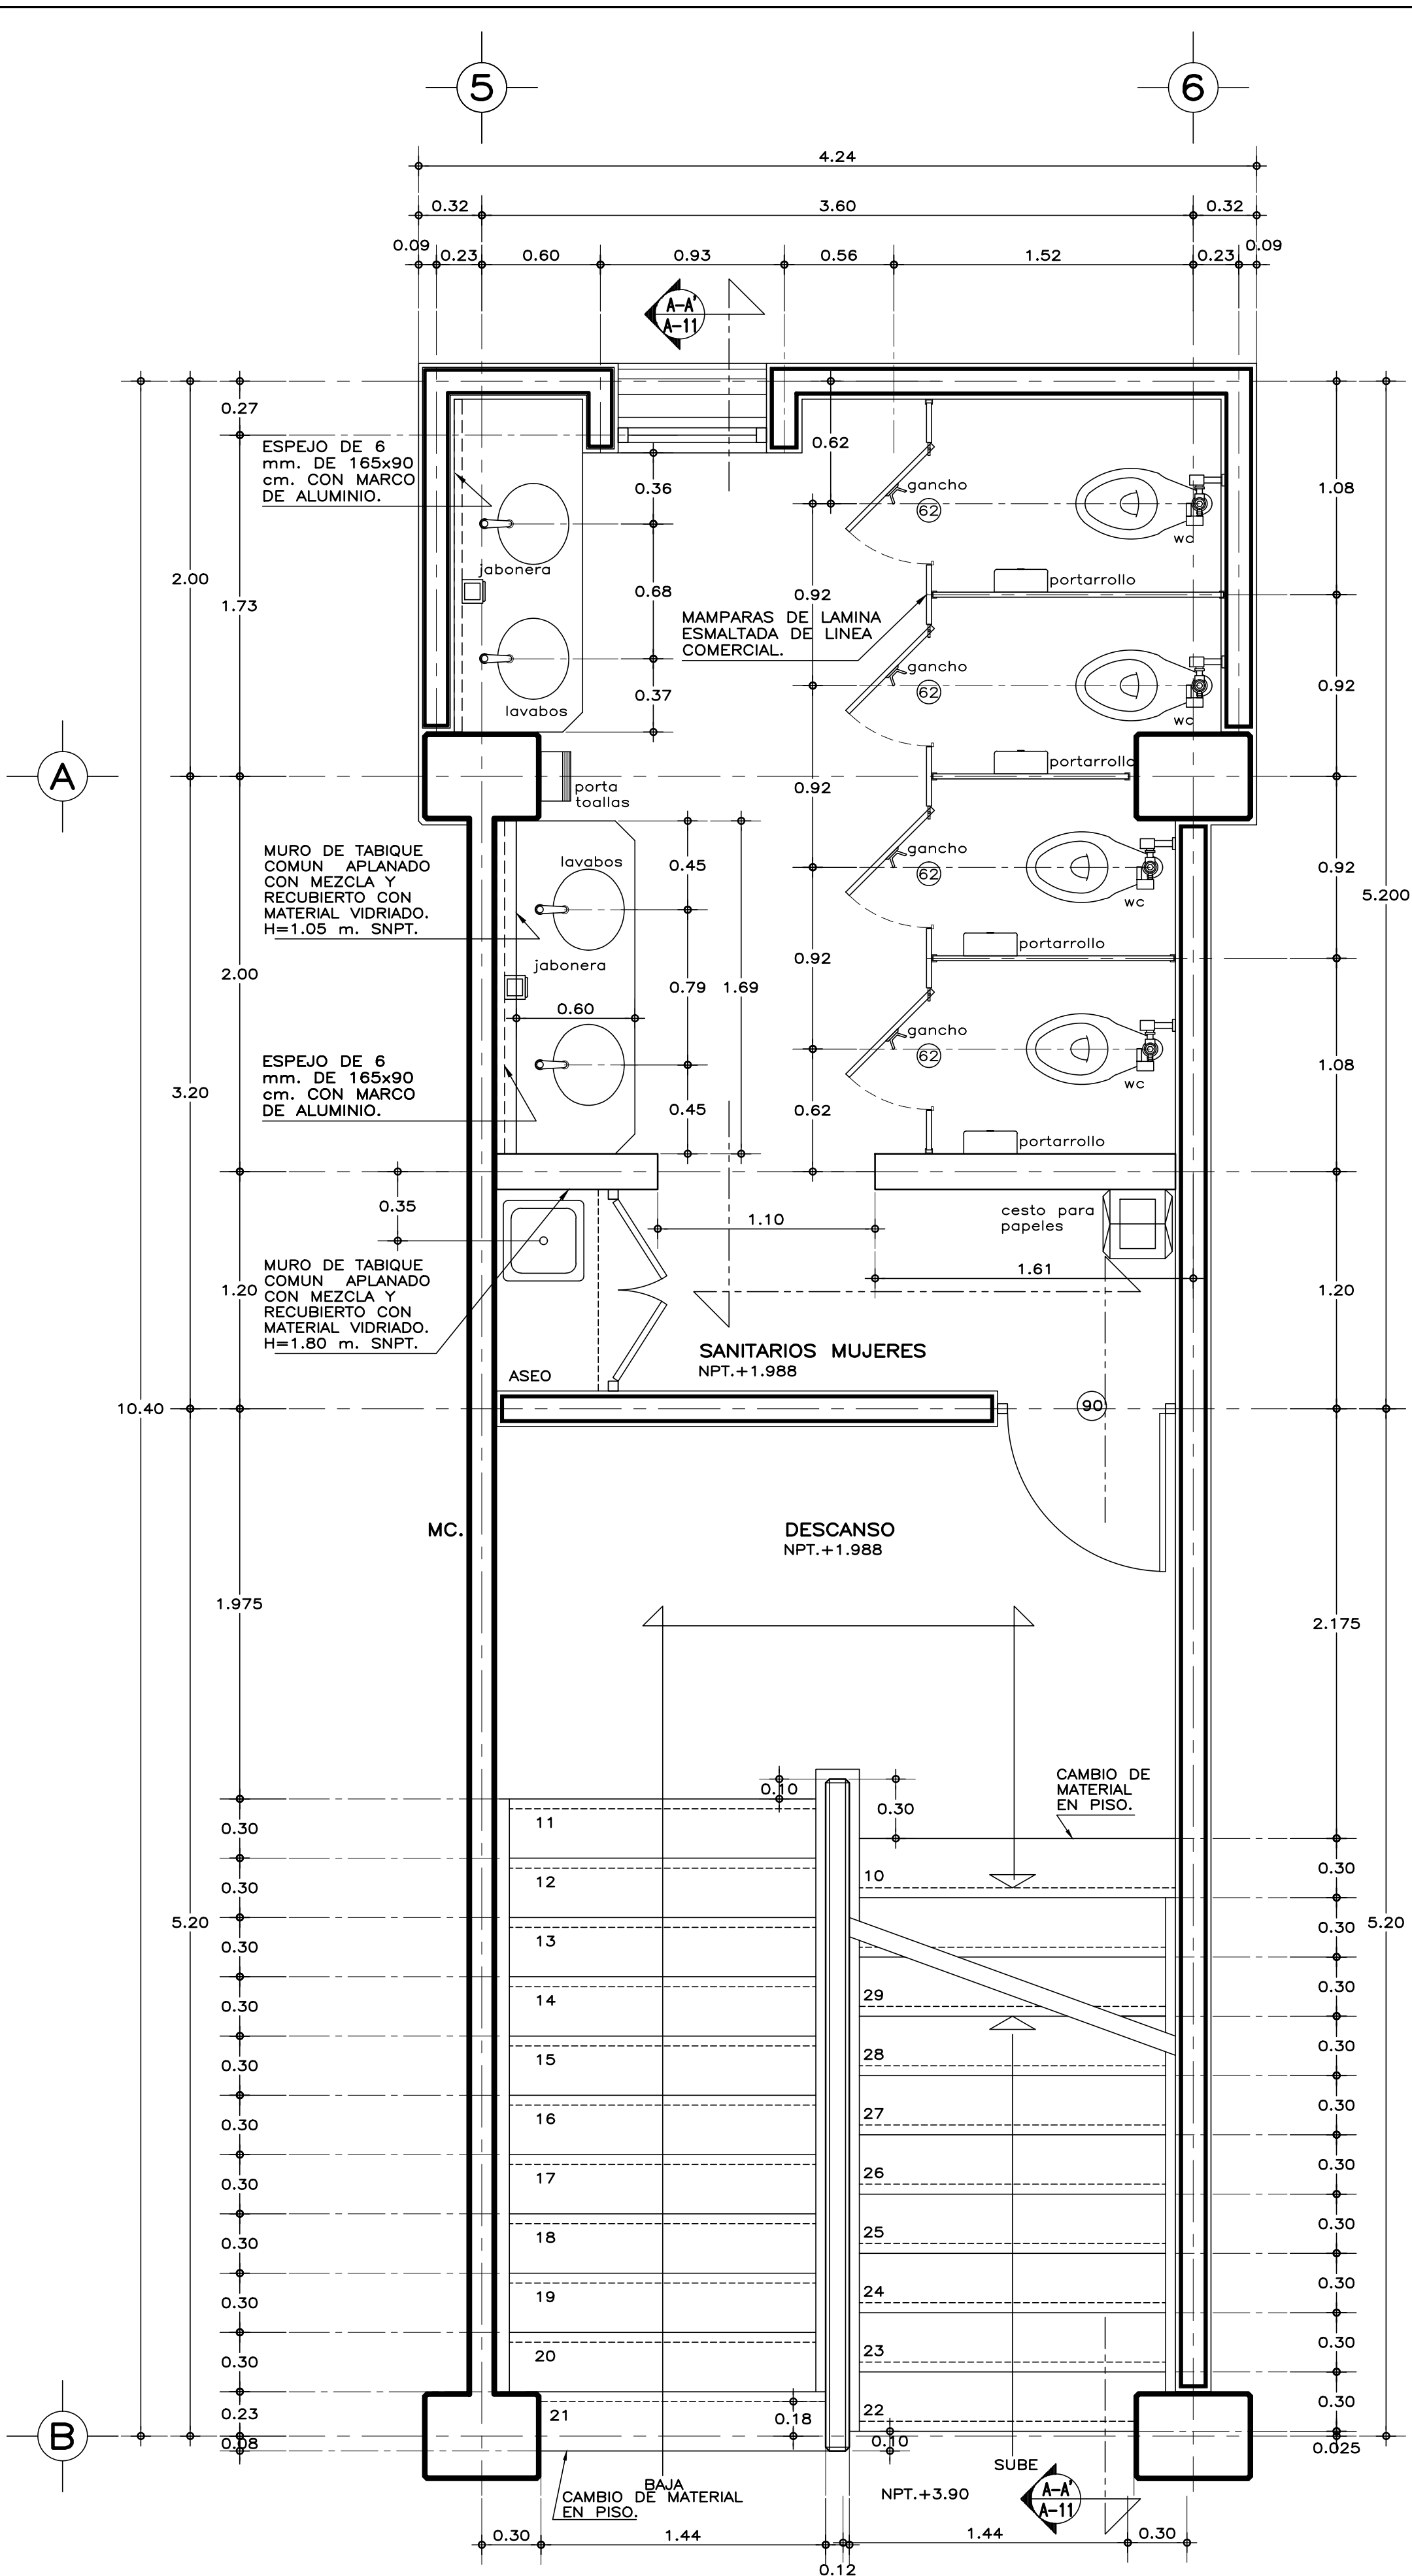 5
6
4.24
0.32
3.60
0.32
0.09
0.23
0.60
0.93
0.56
1.52
0.23
0.09
A-A'
A-11
0.27
ESPEJO DE 6
mm. DE 165x90
cm. CON MARCO
DE ALUMINIO.
0.62
0.36
gancho
62
1.08
wc
jabonera
2.00
1.73
0.68
0.92
portarrollo
MAMPARAS DE LAMINA
ESMALTADA DE LINEA
COMERCIAL.
gancho
62
0.92
0.37
lavabos
wc
A
porta
toallas
0.92
portarrollo
MURO DE TABIQUE
COMUN APLANADO
CON MEZCLA Y
RECUBIERTO CON
MATERIAL VIDRIADO.
H=1.05 m. SNPT.
lavabos
0.45
gancho
62
wc
0.92
5.200
portarrollo
0.92
jabonera
2.00
0.79
1.69
0.60
gancho
62
ESPEJO DE 6
mm. DE 165x90
cm. CON MARCO
DE ALUMINIO.
3.20
1.08
wc
0.45
0.62
portarrollo
0.35
1.10
cesto para
papeles
1.61
MURO DE TABIQUE
COMUN APLANADO
CON MEZCLA Y
RECUBIERTO CON
MATERIAL VIDRIADO.
H=1.80 m. SNPT.
1.20
1.20
SANITARIOS MUJERES
NPT.+1.988
ASEO
10.40
90
MC.
DESCANSO
NPT.+1.988
1.975
2.175
CAMBIO DE
MATERIAL
EN PISO.
0.10
0.30
11
0.30
10
0.30
12
0.30
5.20
13
0.30
0.30
5.20
14
0.30
29
0.30
15
0.30
28
0.30
16
0.30
27
0.30
17
0.30
26
0.30
18
0.30
25
0.30
19
0.30
24
0.30
20
0.30
23
0.30
21
0.23
0.18
22
0.30
B
0.08
0.10
0.025
SUBE
BAJA
CAMBIO DE MATERIAL
EN PISO.
NPT.+3.90
A-A'
A-11
0.30
1.44
1.44
0.30
0.12